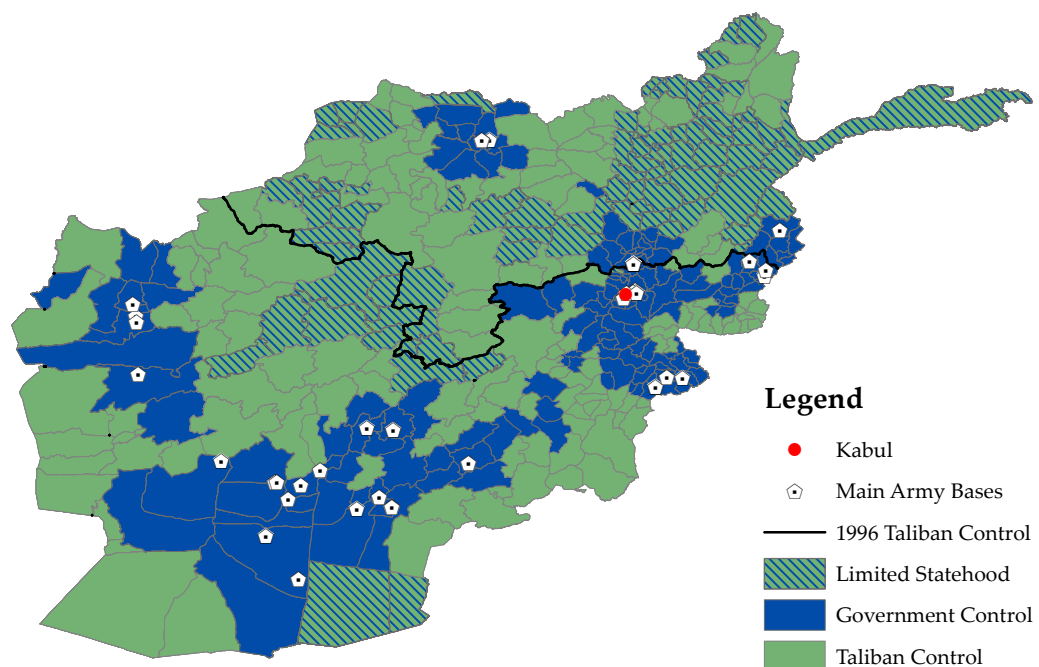 Legend
Kabul
Main Army Bases
1996 Taliban Control
Limited Statehood
Government Control
Taliban Control